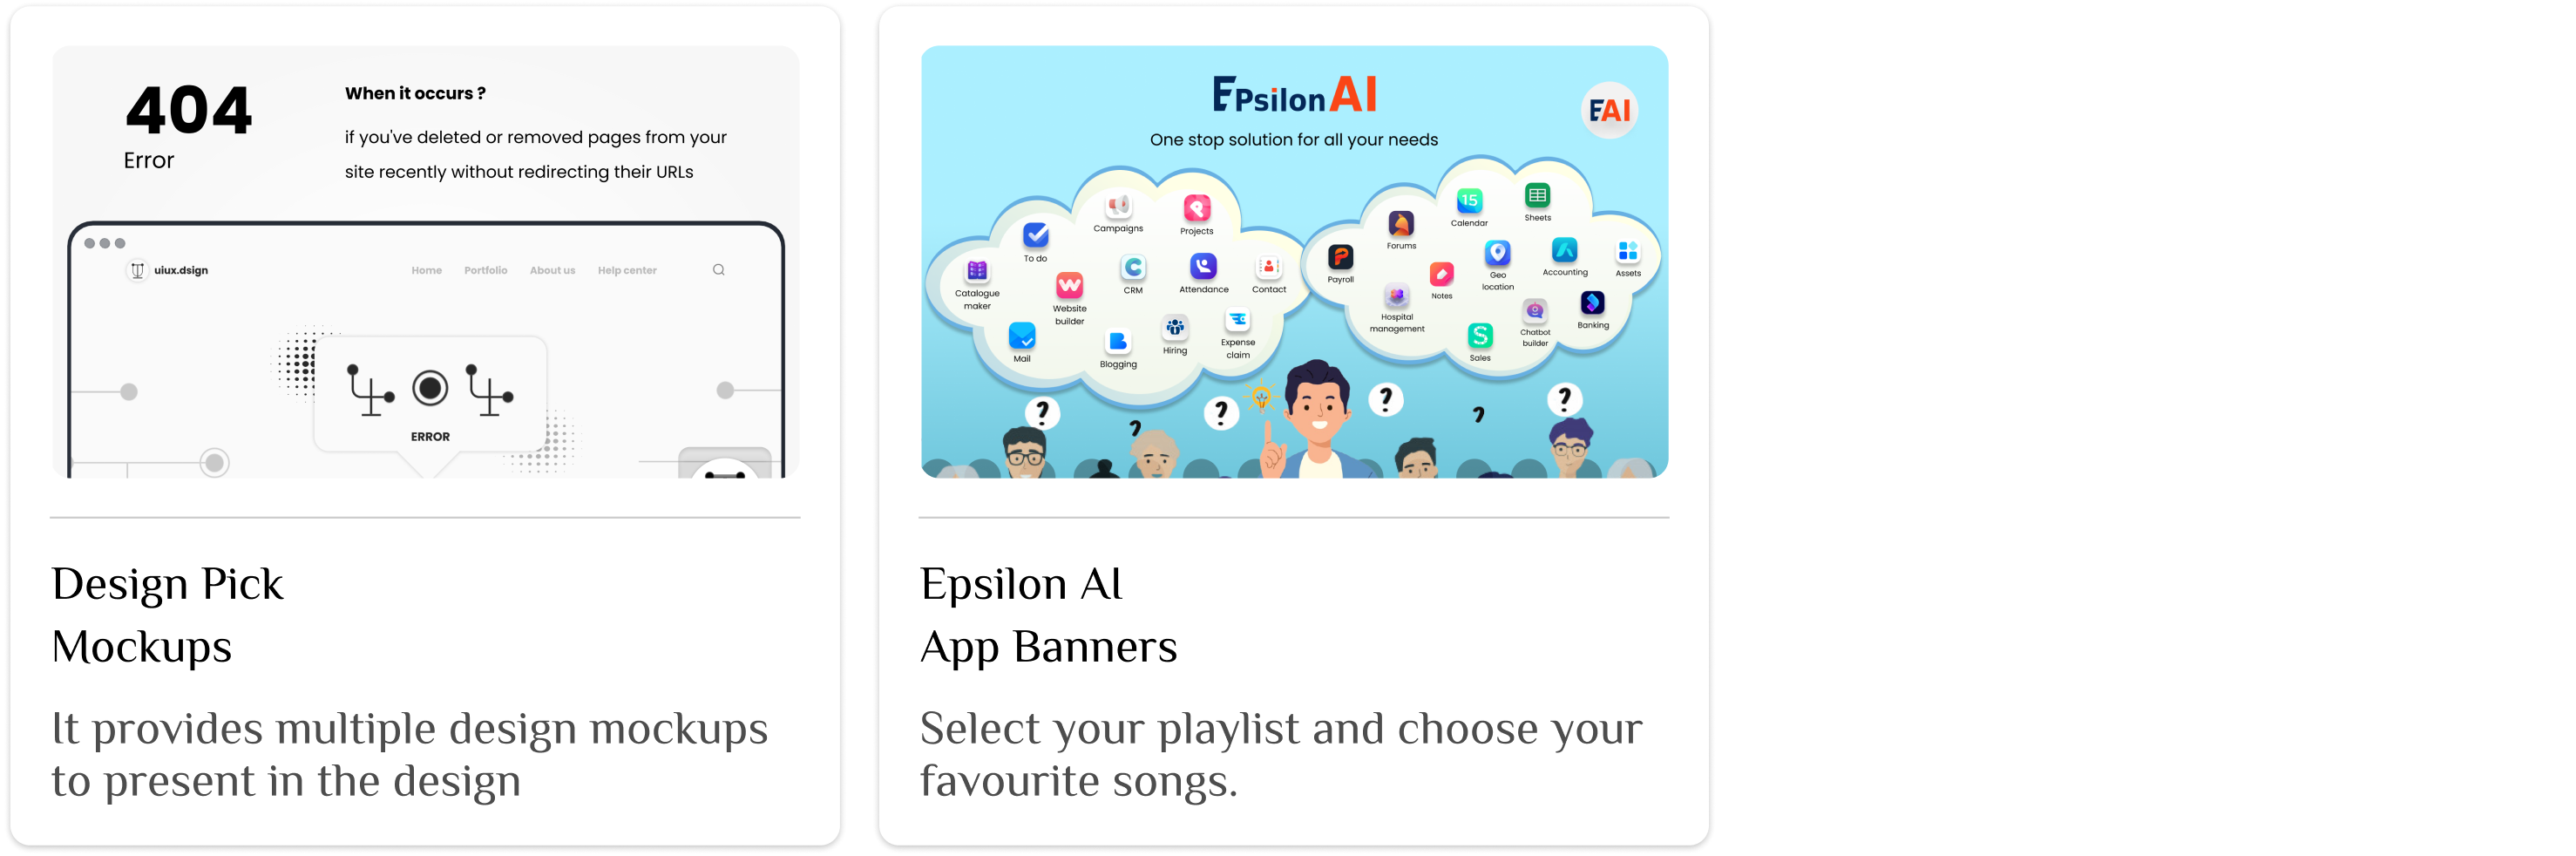 404
Error
When it occurs ?
if you've deleted or removed pages from your
site recently without redirecting their URLs
uiux.dsign
Home Portfolio About us Help center
ERROR
Design Pick
Mockups
It provides multiple design mockups
to present in the design
EPsilon AI
EAI
One stop solution for all your needs
Campaigns
Projects
To do
Catalogue
maker
Website
builder
CRM
Attendance
Contact
Mail
Blogging
Hiring
Expense
claim
15
Calendar
Sheets
Forums
Payroll
Notes
Geo
location
Accounting
Assets
Hospital
management
Sales
Chatbot
builder
Banking
? ? ? ? ? ?
Epsilon AI
App Banners
Select your playlist and choose your
favourite songs.